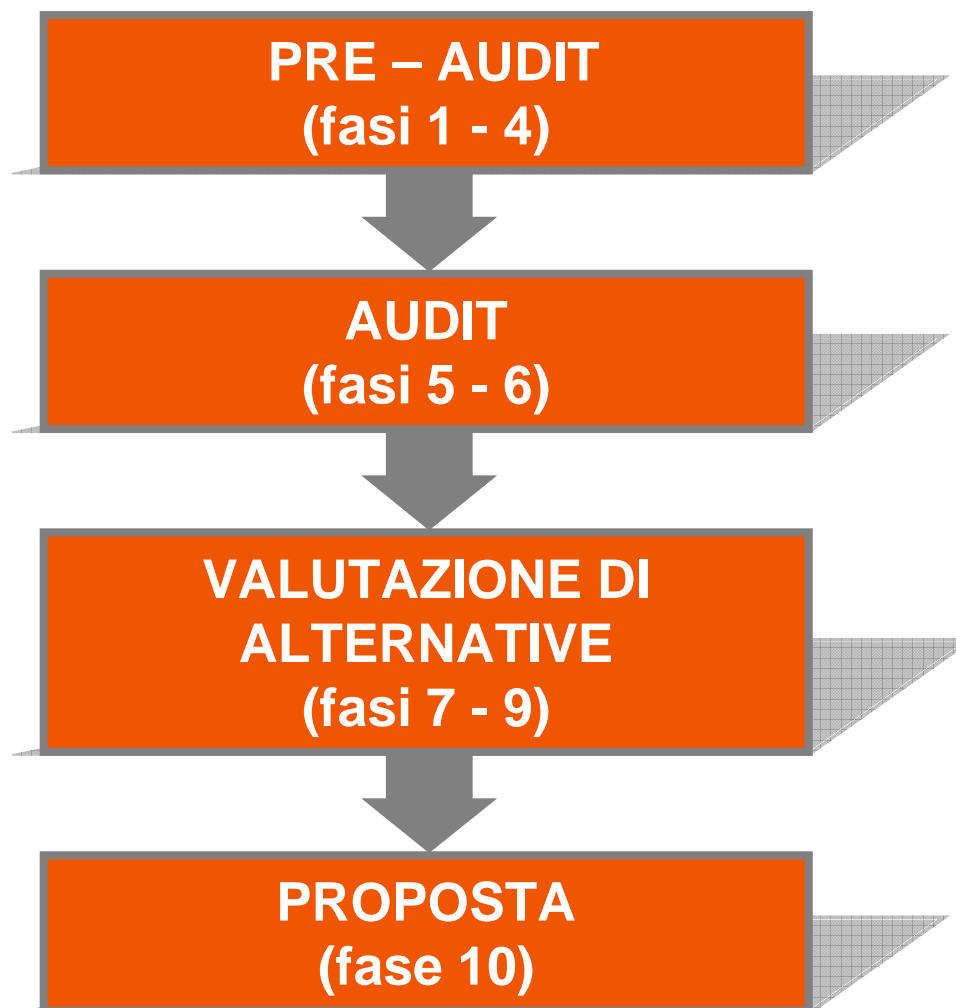 PRE – AUDIT
(fasi 1 - 4)
AUDIT
(fasi 5 - 6)
VALUTAZIONE DI
ALTERNATIVE
(fasi 7 - 9)
PROPOSTA
(fase 10)